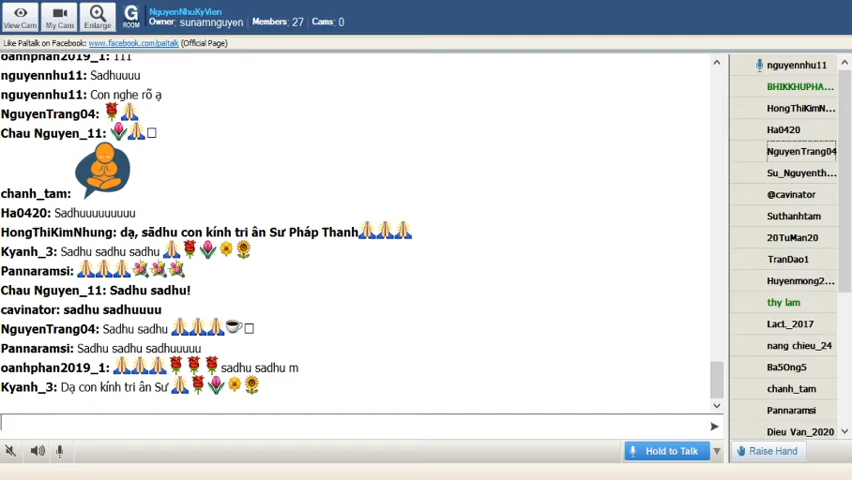 View Cam
My Cam
Enlarge
G
ROOM
NguyenNhuKyVien
Owner: sunamnguyen Members: 27 Cams: 0
Like Paltalk on Facebook: www.facebook.com/paltalk (Official Page)
oanhphan2019_1: 111
nguyennhu11: Sadhuuuu
nguyennhu11: Con nghe rõ ạ
NguyenTrang04:
Chau Nguyen_11:
chanh_tam:
Ha0420: Sadhuuuuuuuuu
HongThiKimNhung: dạ, sādhu con kính tri ân Sư Pháp Thanh
Kyanh_3: Sadhu sadhu sadhu
Pannaramsi:
Chau Nguyen_11: Sadhu sadhu!
cavinator: sadhu sadhuuuu
NguyenTrang04: Sadhu sadhu
Pannaramsi: Sadhu sadhu sadhuuuuu
oanhphan2019_1: sadhu sadhu m
Kyanh_3: Dạ con kính tri ân Sư
Hold to Talk
nguyennhu11
BHIKKHUPHA...
HongThiKimN...
Ha0420
NguyenTrang04
Su_Nguyenth...
@cavinator
Suthanhtam
20TuMan20
TranDao1
Huyenmong2...
thy lam
LacL_2017
nang chieu_24
Ba5Ong5
chanh_tam
Pannaramsi
Dieu Van_2020
Raise Hand